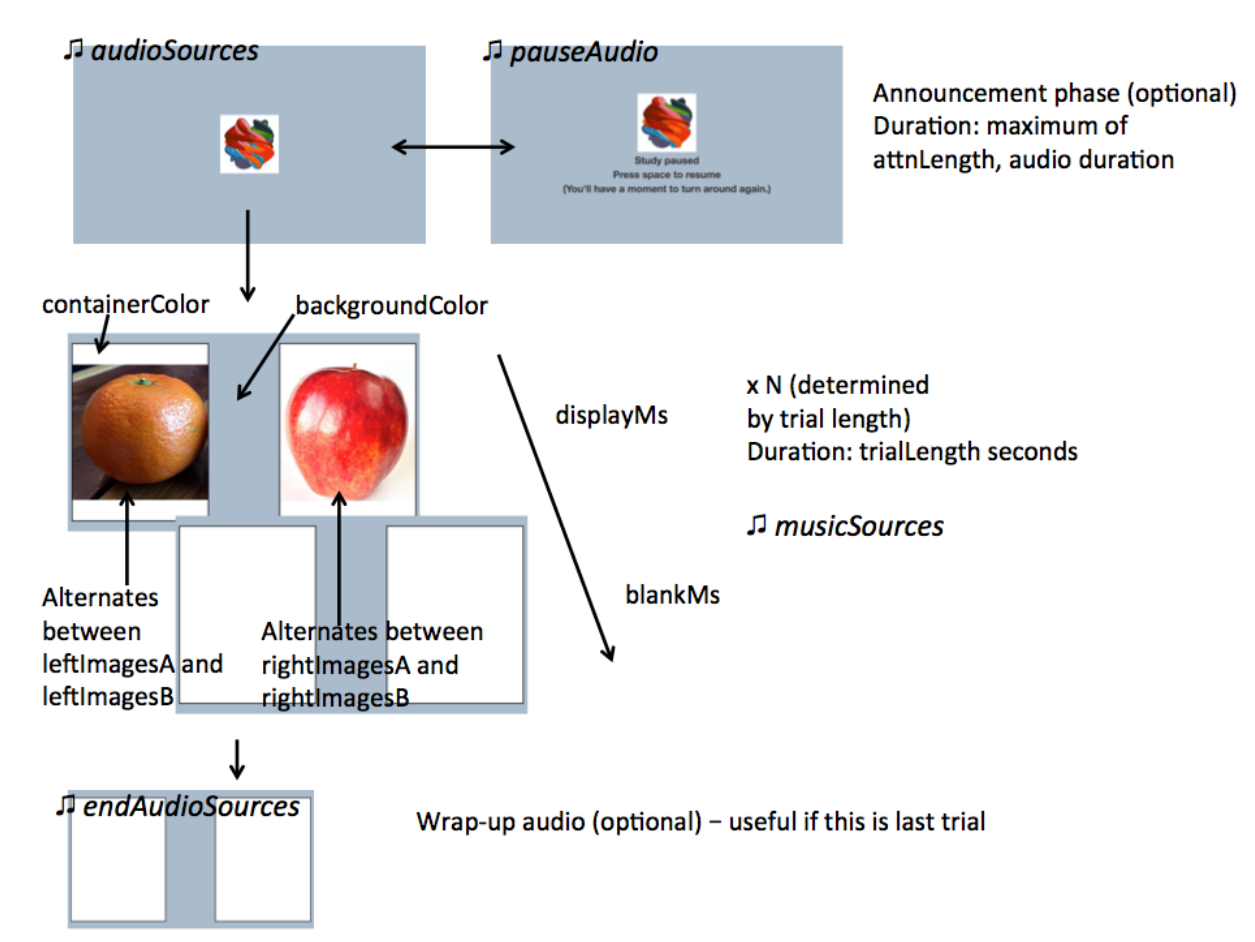 ♫ audioSources
♫ pauseAudio
Study paused
Press space to resume
(You'll have a moment to turn around again.)
Announcement phase (optional)
Duration: maximum of
attnLength, audio duration
containerColor
backgroundColor
displayMs
x N (determined
by trial length)
Duration: trialLength seconds
♫ musicSources
blankMs
Alternates
between
leftImagesA and
leftImagesB
Alternates between
rightImagesA and
rightImagesB
♫ endAudioSources
Wrap-up audio (optional) – useful if this is last trial